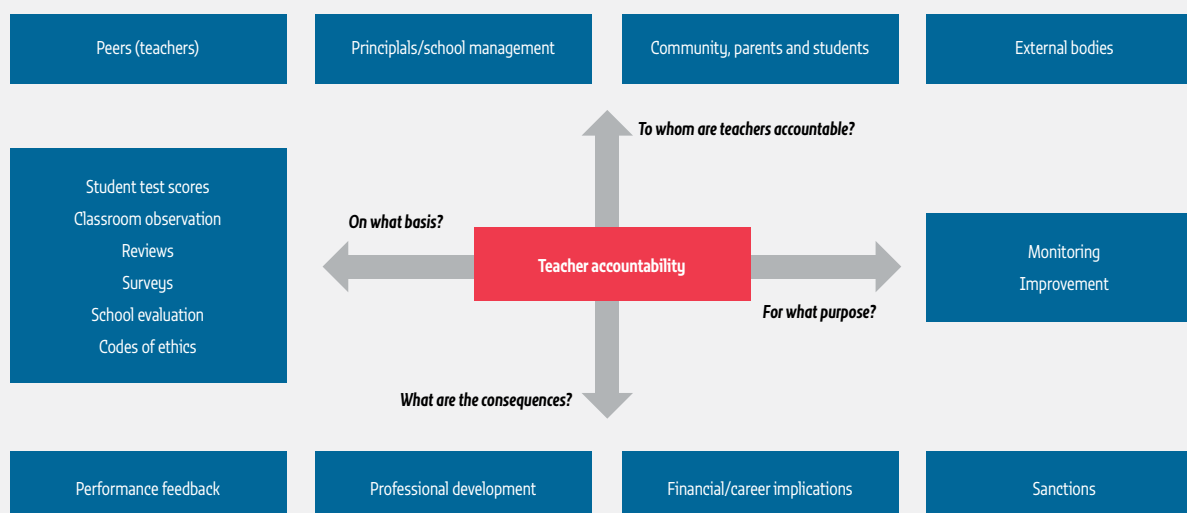 Peers (teachers)
Principlals/school management
Community, parents and students
External bodies
To whom are teachers accountable?
Student test scores
Classroom observation
Reviews
Surveys
School evaluation
Codes of ethics
On what basis?
Teacher accountability
Monitoring
Improvement
For what purpose?
What are the consequences?
Performance feedback
Professional development
Financial/career implications
Sanctions